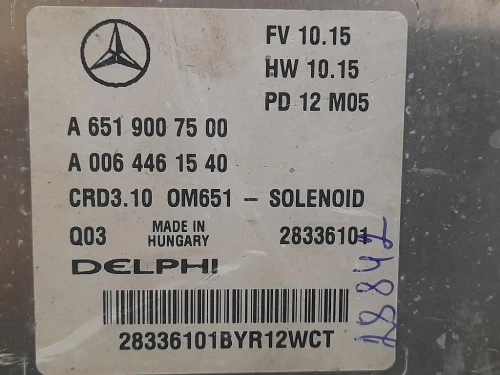 FV 10.15
HW 10.15
PD 12 M05
A 651 900 75 00
A 006 446 15 40
CRD3.10 OM651 - SOLENOID
Q03 MADE IN HUNGARY 28336101
DELPHI
28336101BYR12WCT
28842